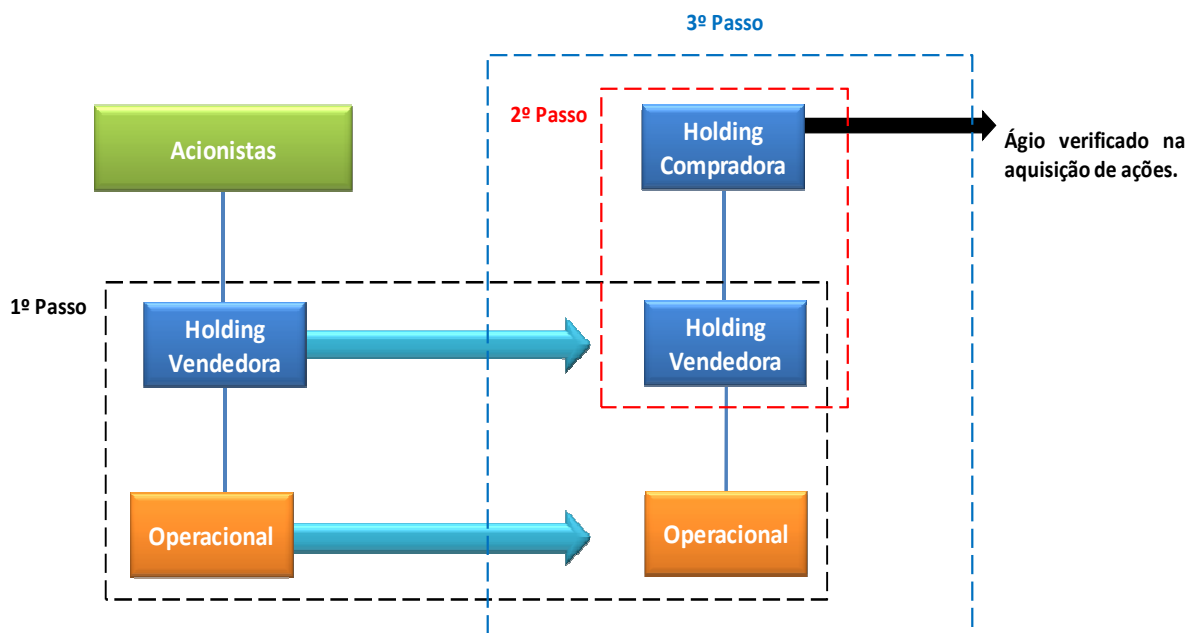 3º Passo
2º Passo
Acionistas
Holding
Compradora
Ágio verificado na
aquisição de ações.
1º Passo
Holding
Vendedora
Holding
Vendedora
Operacional
Operacional